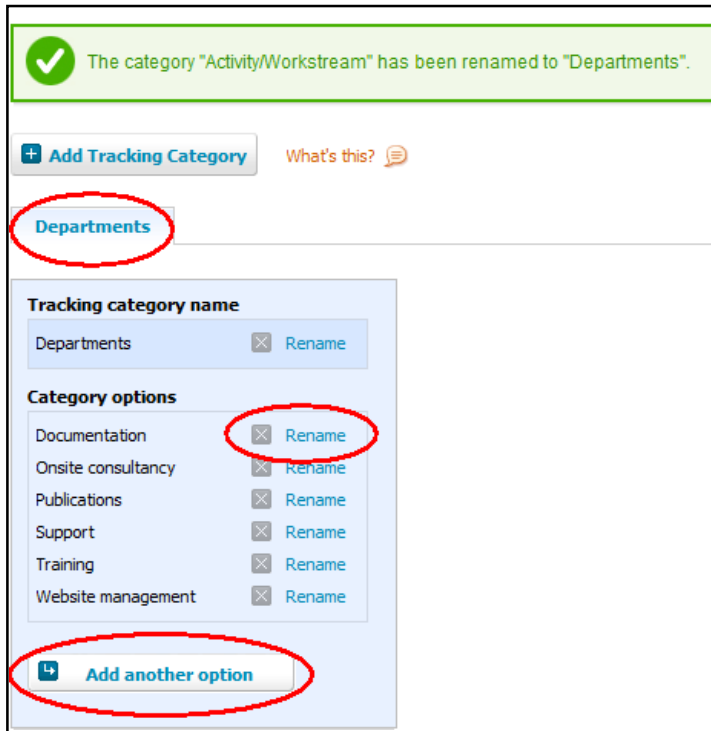 The category "Activity/Workstream" has been renamed to "Departments".
Add Tracking Category What's this?
Departments
Tracking category name
Departments Rename
Category options
Documentation Rename
Onsite consultancy Rename
Publications Rename
Support Rename
Training Rename
Website management Rename
Add another option